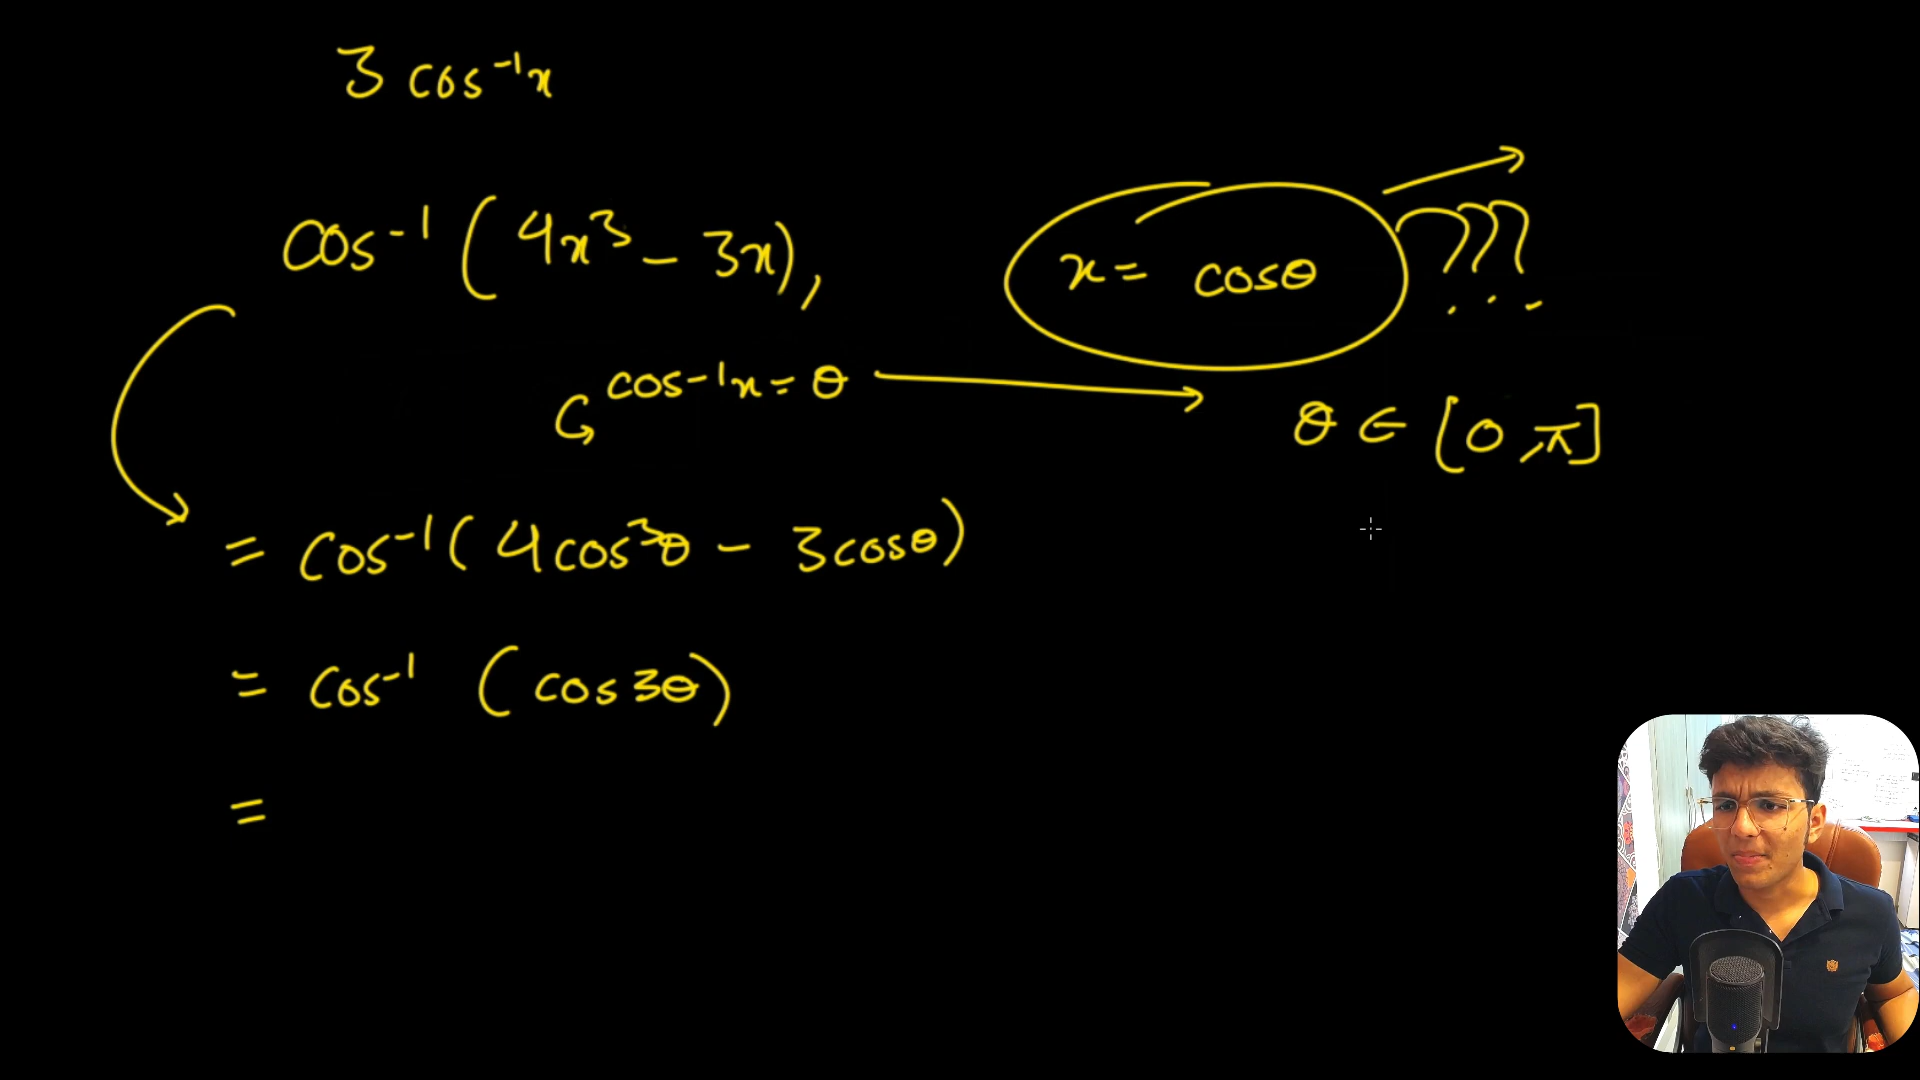 3 cos⁻¹x
cos⁻¹ (4x³ - 3x),
x = cosθ
???
cos⁻¹x = θ
θ ∈ [0, π]
= cos⁻¹(4cos³θ - 3cosθ)
= cos⁻¹ (cos3θ)
=